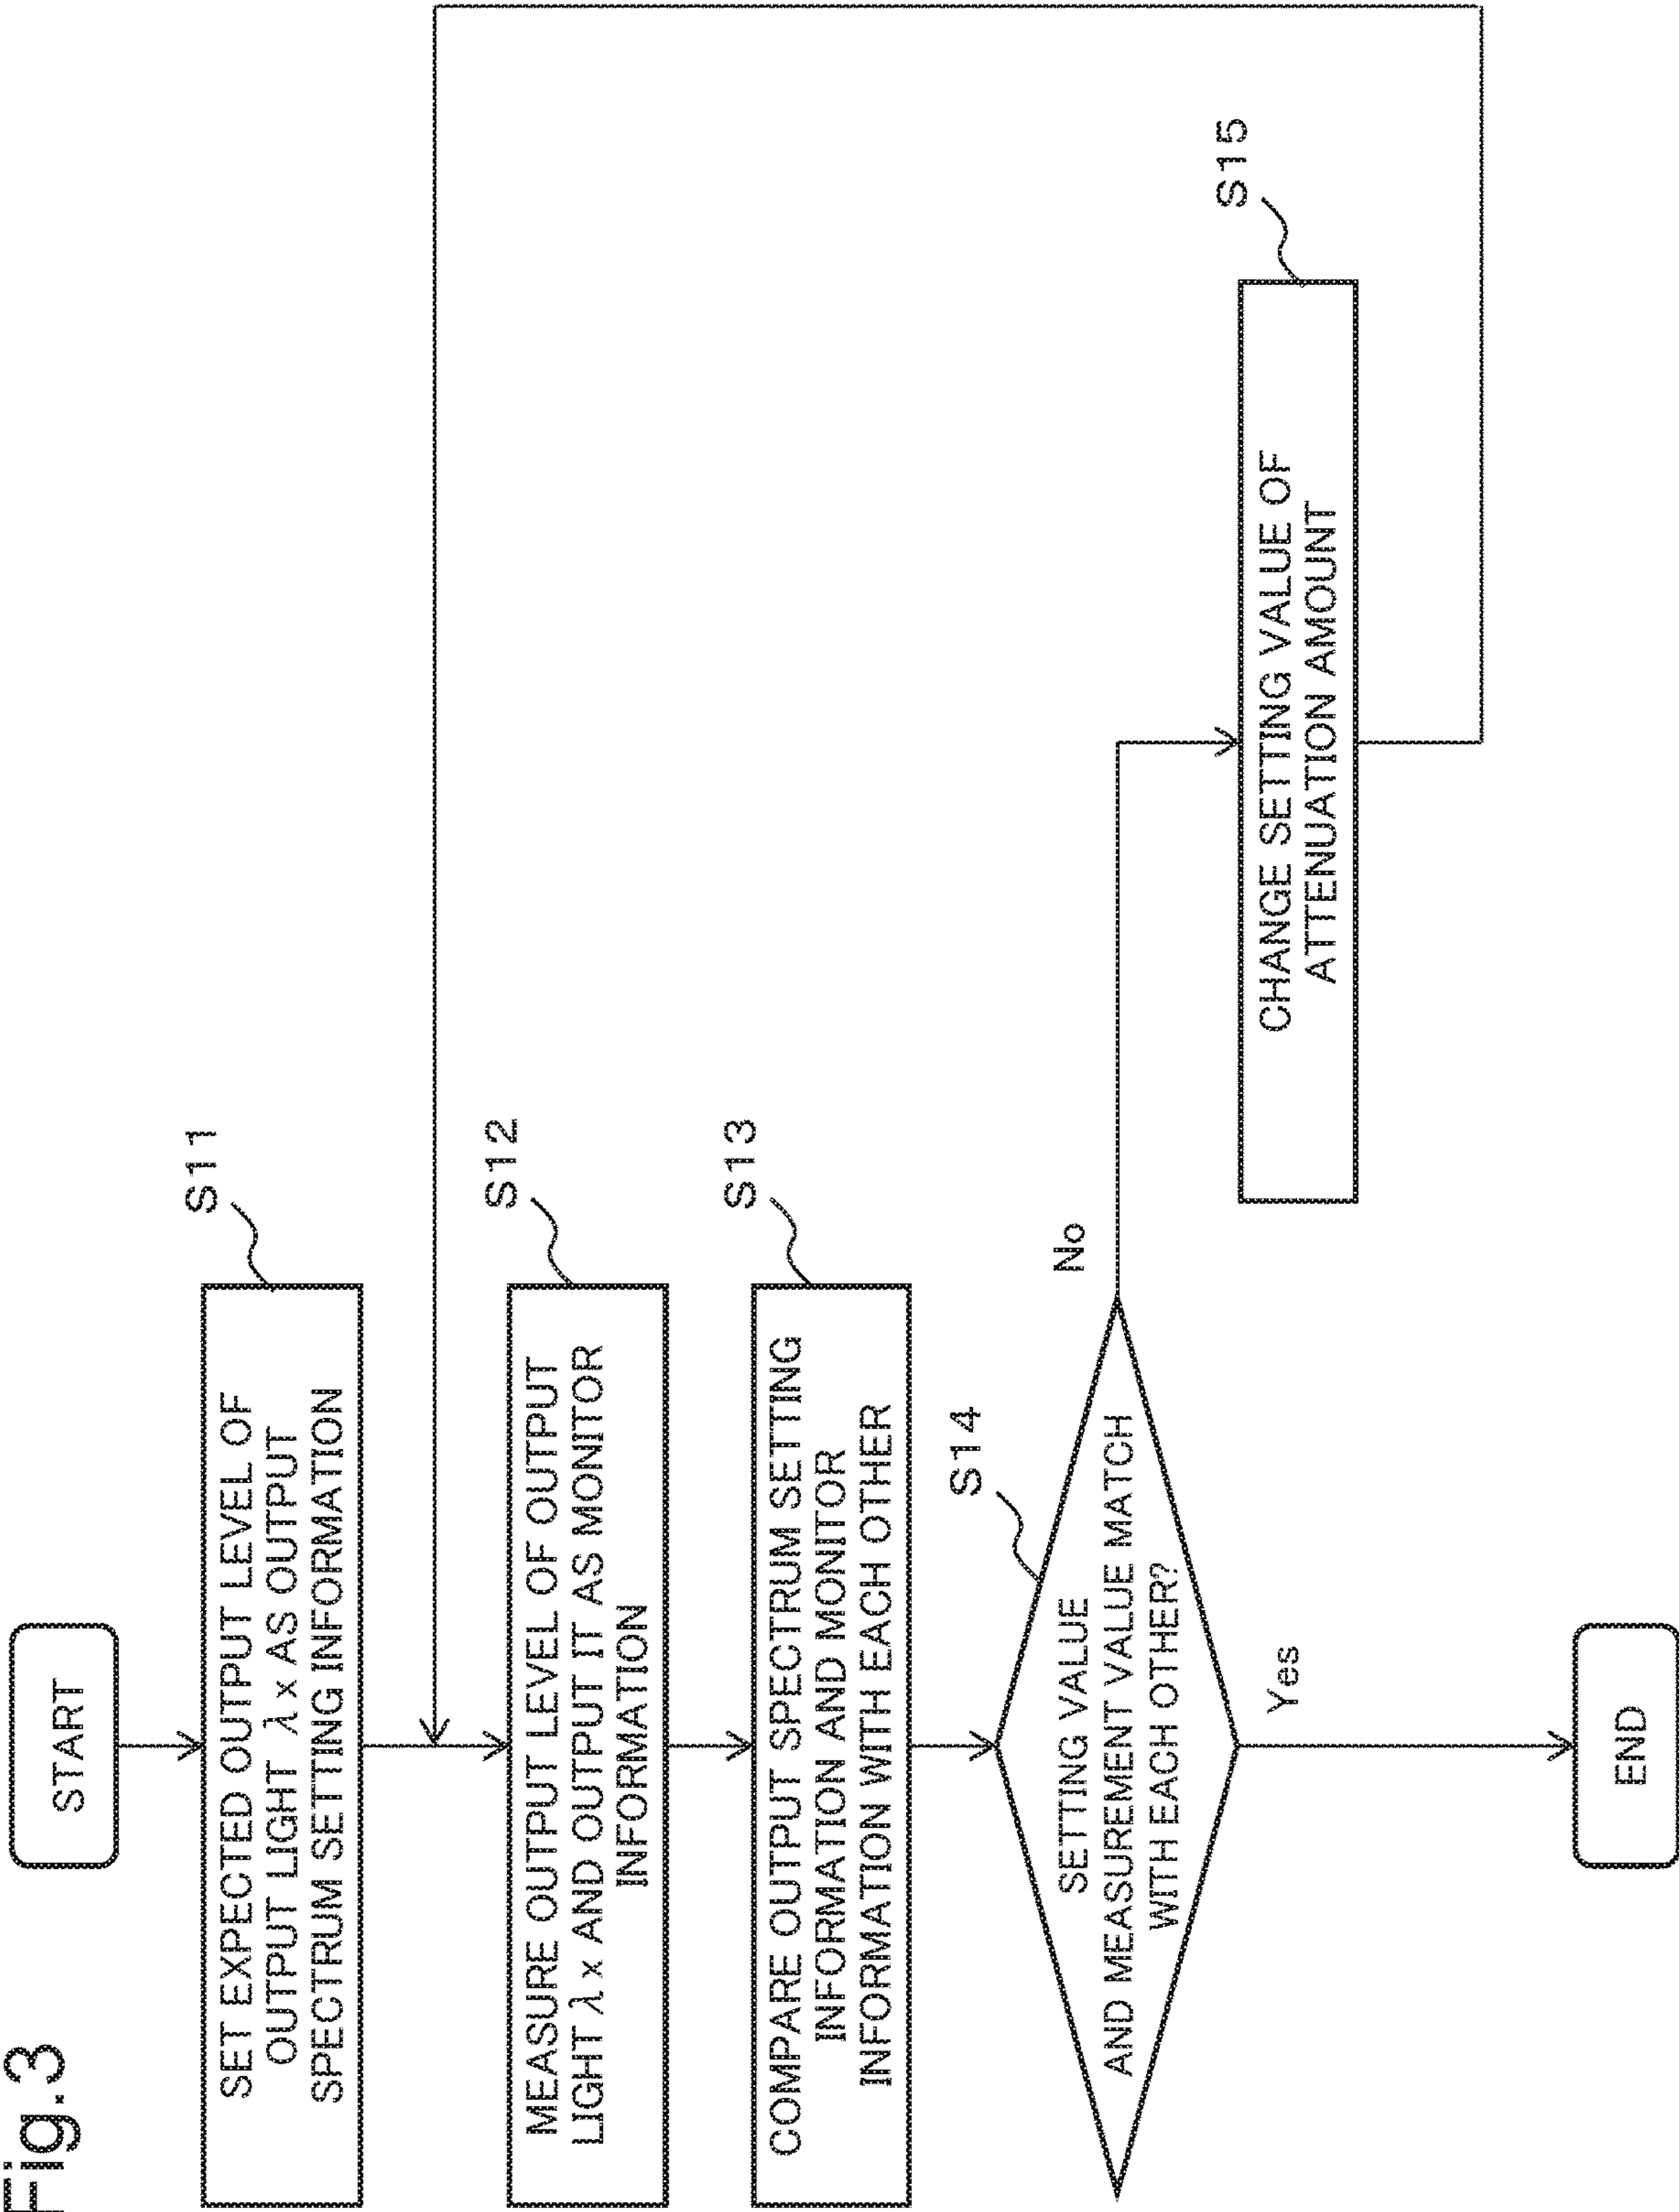 Fig.3
START
S11
SET EXPECTED OUTPUT LEVEL OF
OUTPUT LIGHT λx AS OUTPUT
SPECTRUM SETTING INFORMATION
S12
MEASURE OUTPUT LEVEL OF OUTPUT
LIGHT λx AND OUTPUT IT AS MONITOR
INFORMATION
S13
COMPARE OUTPUT SPECTRUM SETTING
INFORMATION AND MONITOR
INFORMATION WITH EACH OTHER
S14
SETTING VALUE
AND MEASUREMENT VALUE MATCH
WITH EACH OTHER?
No
S15
CHANGE SETTING VALUE OF
ATTENUATION AMOUNT
Yes
END